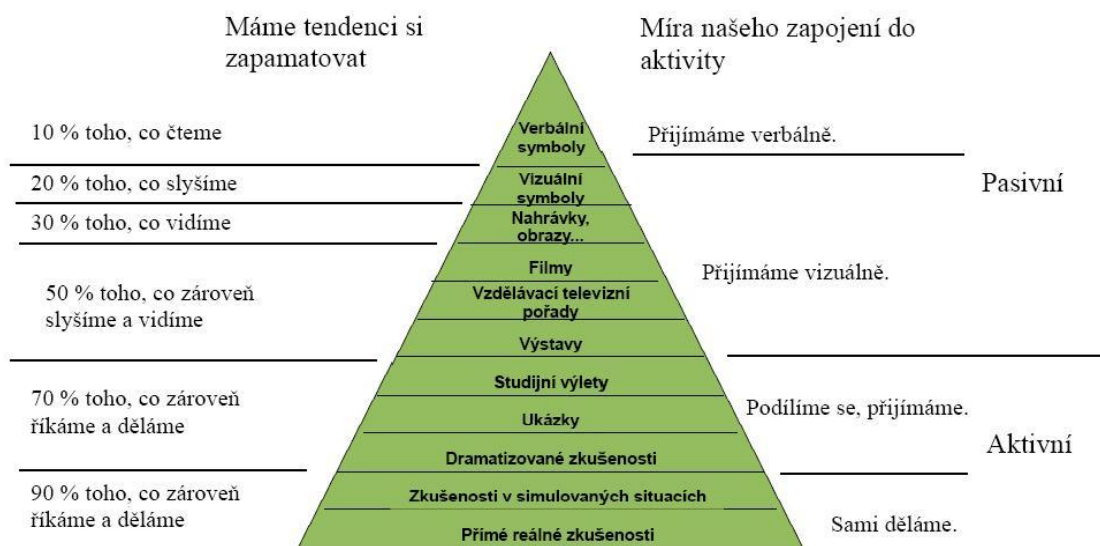 Máme tendenci si
zapamatovat
Míra našeho zapojení do
aktivity
10 % toho, co čteme
20 % toho, co slyšíme
30 % toho, co vidíme
50 % toho, co zároveň
slyšíme a vidíme
70 % toho, co zároveň
říkáme a děláme
90 % toho, co zároveň
říkáme a děláme
Verbální
symboly
Vizuální
symboly
Nahrávky,
obrazy...
Filmy
Vzdělávací televizní
pořady
Výstavy
Studijní výlety
Ukázky
Dramatizované zkušenosti
Zkušenosti v simulovaných situacích
Přímé reálné zkušenosti
Přijímáme verbálně.
Přijímáme vizuálně.
Podílíme se, přijímáme.
Sami děláme.
Pasivní
Aktivní